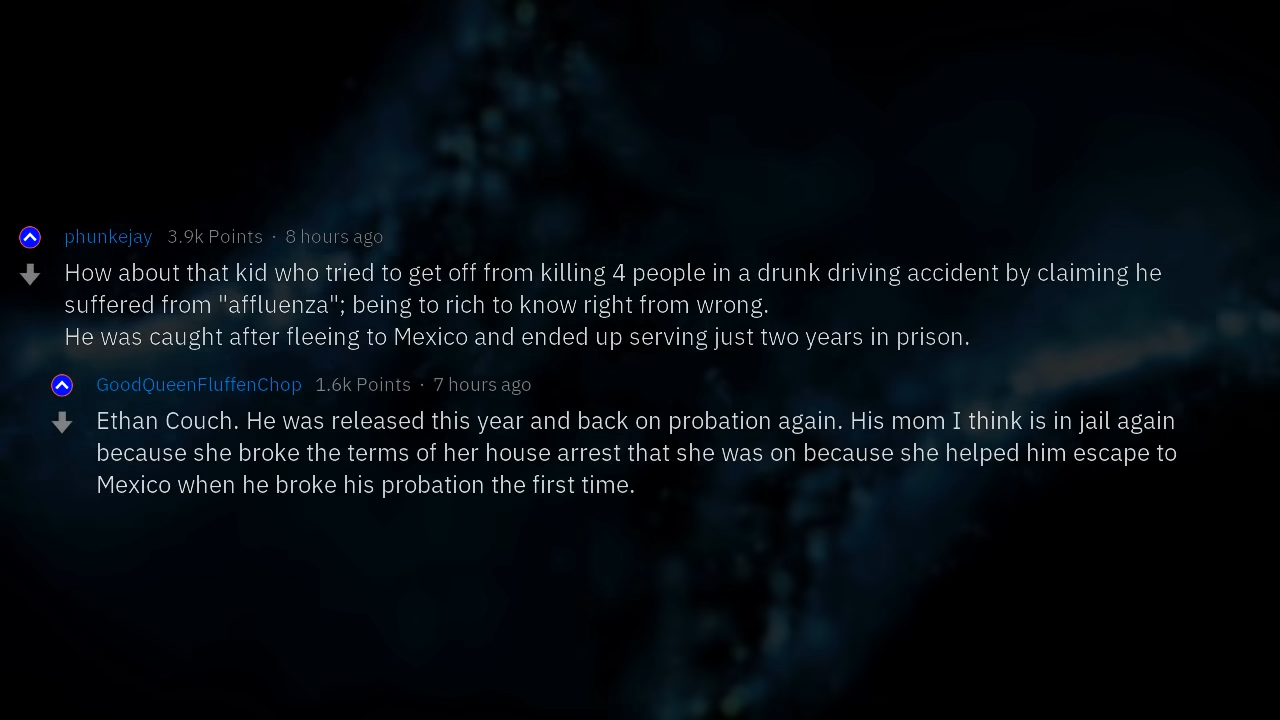 phunkejay 3.9k Points · 8 hours ago
How about that kid who tried to get off from killing 4 people in a drunk driving accident by claiming he
suffered from "affluenza"; being to rich to know right from wrong.
He was caught after fleeing to Mexico and ended up serving just two years in prison.
GoodQueenFluffenChop 1.6k Points · 7 hours ago
Ethan Couch. He was released this year and back on probation again. His mom I think is in jail again
because she broke the terms of her house arrest that she was on because she helped him escape to
Mexico when he broke his probation the first time.